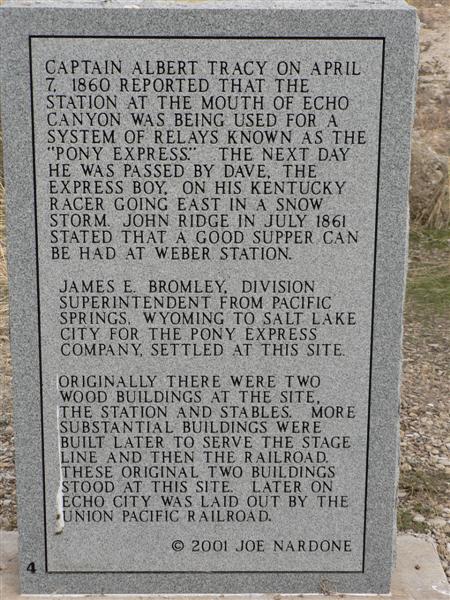 CAPTAIN ALBERT TRACY ON APRIL
7, 1860 REPORTED THAT THE
STATION AT THE MOUTH OF ECHO
CANYON WAS BEING USED FOR A
SYSTEM OF RELAYS KNOWN AS THE
"PONY EXPRESS." THE NEXT DAY
HE WAS PASSED BY DAVE, THE
EXPRESS BOY, ON HIS KENTUCKY
RACER GOING EAST IN A SNOW
STORM. JOHN RIDGE IN JULY 1861
STATED THAT A GOOD SUPPER CAN
BE HAD AT WEBER STATION.
JAMES E. BROMLEY, DIVISION
SUPERINTENDENT FROM PACIFIC
SPRINGS, WYOMING TO SALT LAKE
CITY FOR THE PONY EXPRESS
COMPANY, SETTLED AT THIS SITE.
ORIGINALLY THERE WERE TWO
WOOD BUILDINGS AT THE SITE,
THE STATION AND STABLES. MORE
SUBSTANTIAL BUILDINGS WERE
BUILT LATER TO SERVE THE STAGE
LINE AND THEN THE RAILROAD.
THESE ORIGINAL TWO BUILDINGS
STOOD AT THIS SITE. LATER ON
ECHO CITY WAS LAID OUT BY THE
UNION PACIFIC RAILROAD.
© 2001 JOE NARDONE
4